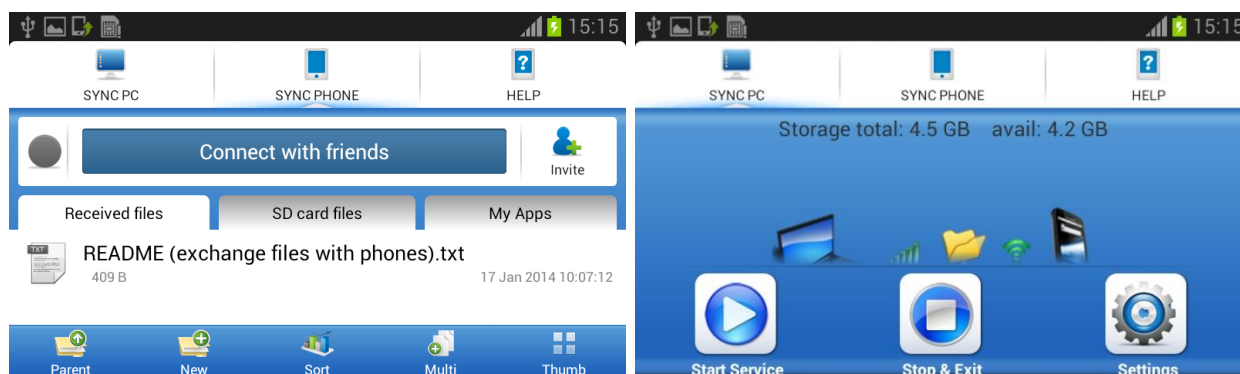 15:15
SYNC PC
SYNC PHONE
HELP
Connect with friends
Invite
Received files
SD card files
My Apps
TXT
README (exchange files with phones).txt
409 B
17 Jan 2014 10:07:12
Parent
New
Sort
Multi
Thumb
15:15
SYNC PC
SYNC PHONE
HELP
Storage total: 4.5 GB avail: 4.2 GB
Start Service
Stop & Exit
Settings